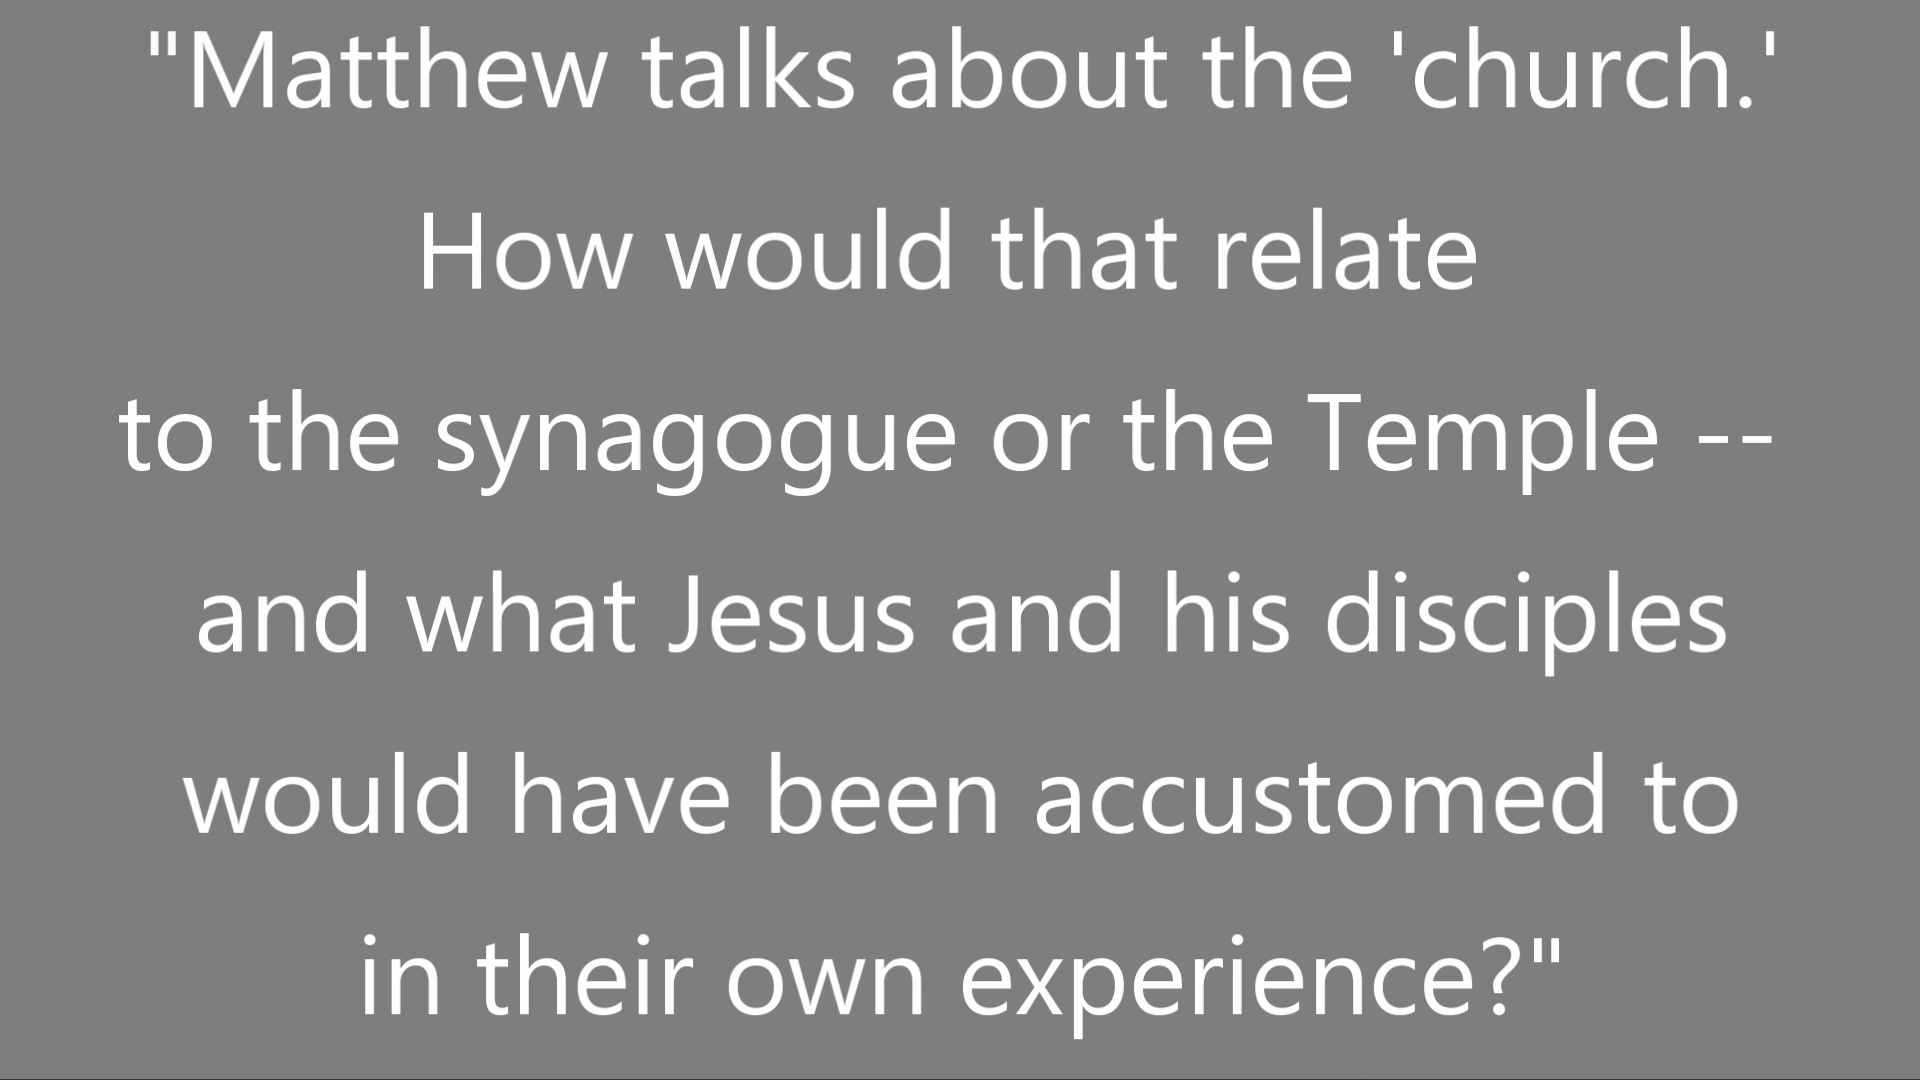 "Matthew talks about the 'church.'
How would that relate
to the synagogue or the Temple --
and what Jesus and his disciples
would have been accustomed to
in their own experience?"